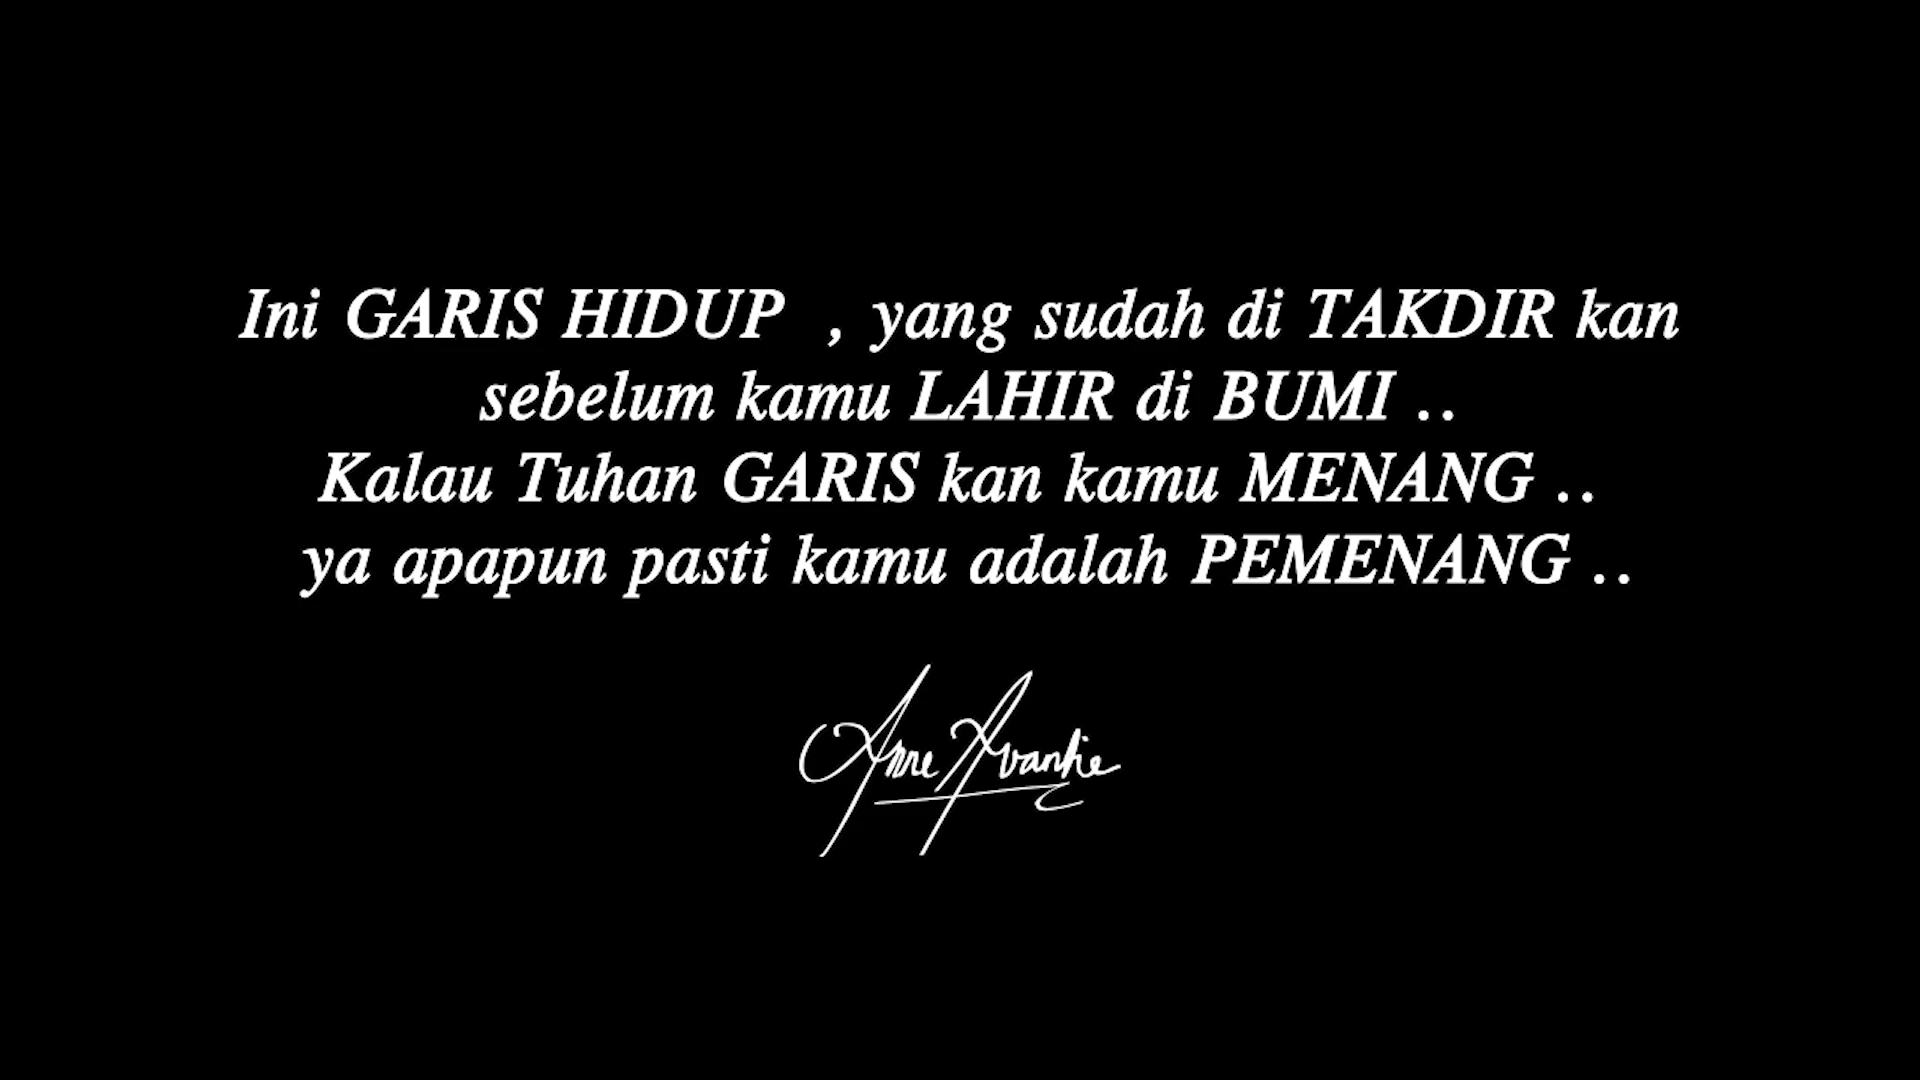 Ini GARIS HIDUP , yang sudah di TAKDIR kan
sebelum kamu LAHIR di BUMI ..
Kalau Tuhan GARIS kan kamu MENANG ..
ya apapun pasti kamu adalah PEMENANG ..
Anne Avantie